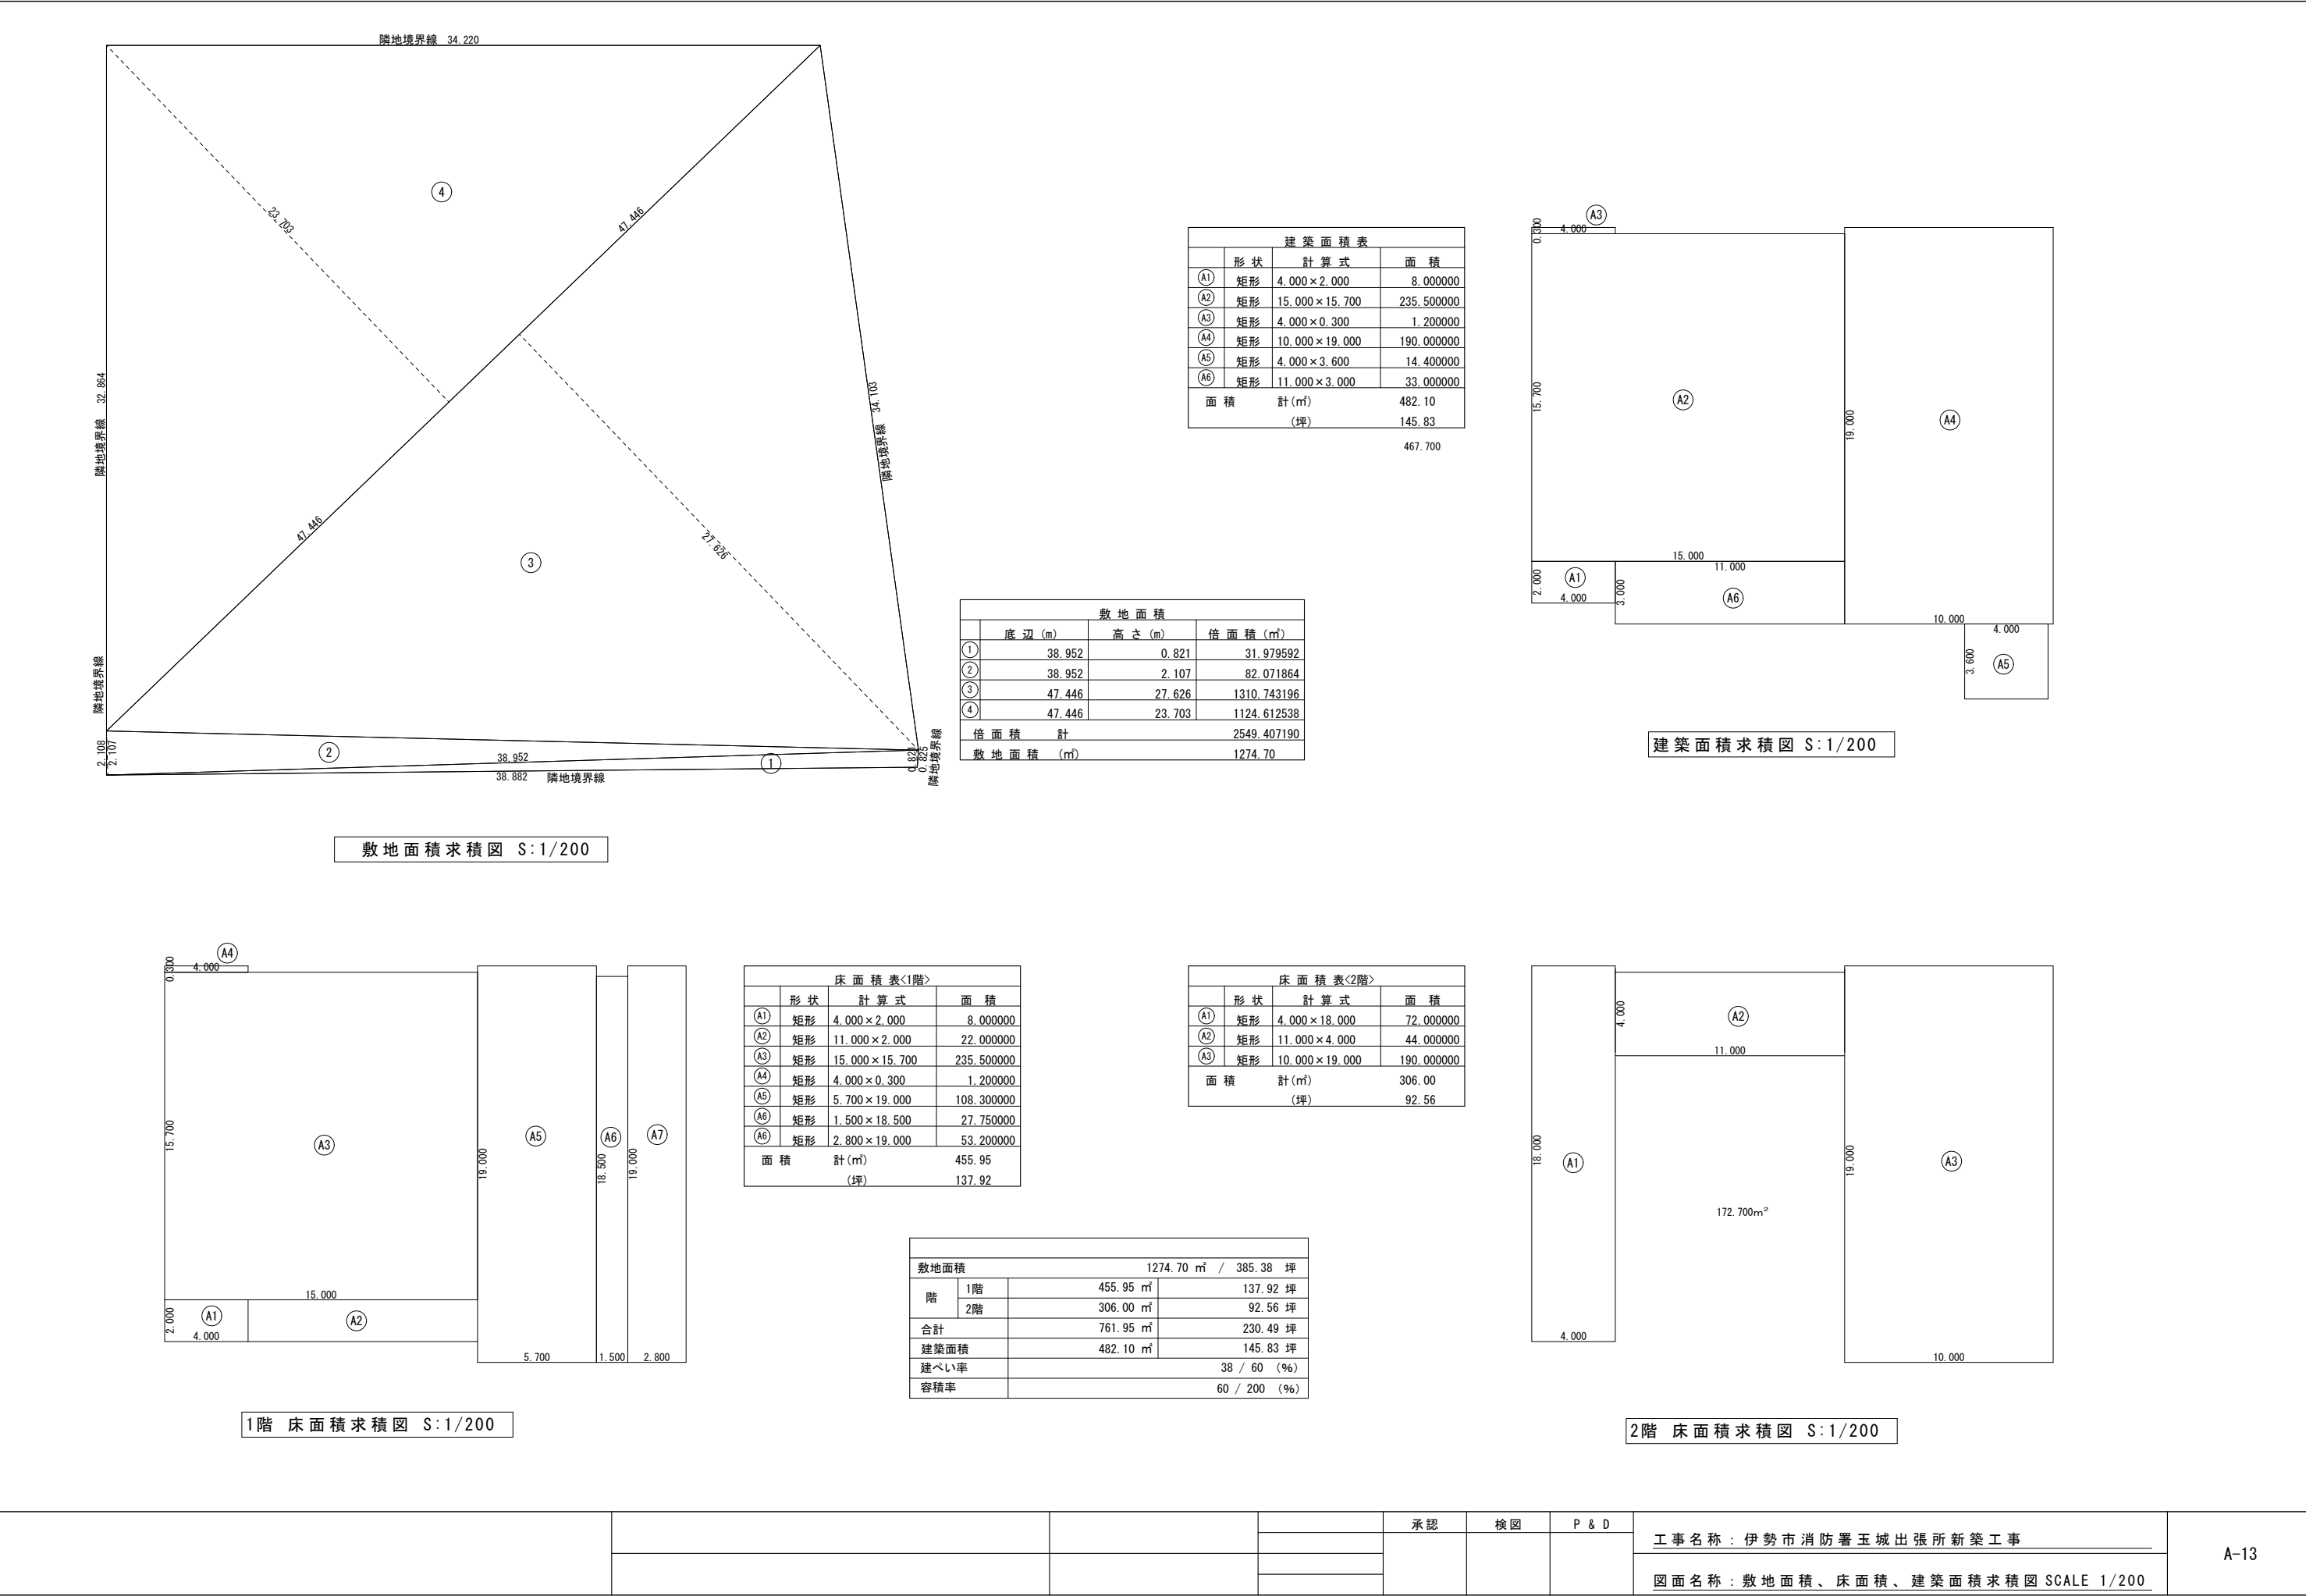 隣地境界線 34.220
23.703
④
47.446
隣地境界線 32.864
隣地境界線 34.103
47.446
③
27.626
隣地境界線
2.108
2.107
②
38.952
①
0.821
0.825
隣地境界線
38.882 隣地境界線
敷地面積求積図 S:1/200
敷地面積
底辺(m) 高さ(m) 倍面積(㎡)
① 38.952 0.821 31.979592
② 38.952 2.107 82.071864
③ 47.446 27.626 1310.743196
④ 47.446 23.703 1124.612538
倍面積 計 2549.407190
敷地面積 (㎡) 1274.70
建築面積表
形状 計算式 面積
A1 矩形 4.000×2.000 8.000000
A2 矩形 15.000×15.700 235.500000
A3 矩形 4.000×0.300 1.200000
A4 矩形 10.000×19.000 190.000000
A5 矩形 4.000×3.600 14.400000
A6 矩形 11.000×3.000 33.000000
面積 計(㎡) 482.10
(坪) 145.83
467.700
A3
0.300
4.000
15.700
A2
19.000
A4
15.000
11.000
2.000
A1
4.000
3.000
A6
10.000
4.000
3.600
A5
建築面積求積図 S:1/200
A4
0.300
4.000
15.700
A3
19.000
A5
18.500
A6
19.000
A7
15.000
2.000
A1
4.000
A2
5.700
1.500
2.800
1階 床面積求積図 S:1/200
床面積表<1階>
形状 計算式 面積
A1 矩形 4.000×2.000 8.000000
A2 矩形 11.000×2.000 22.000000
A3 矩形 15.000×15.700 235.500000
A4 矩形 4.000×0.300 1.200000
A5 矩形 5.700×19.000 108.300000
A6 矩形 1.500×18.500 27.750000
A6 矩形 2.800×19.000 53.200000
面積 計(㎡) 455.95
(坪) 137.92
床面積表<2階>
形状 計算式 面積
A1 矩形 4.000×18.000 72.000000
A2 矩形 11.000×4.000 44.000000
A3 矩形 10.000×19.000 190.000000
面積 計(㎡) 306.00
(坪) 92.56
敷地面積 1274.70 ㎡ / 385.38 坪
階 1階 455.95 ㎡ 137.92 坪
2階 306.00 ㎡ 92.56 坪
合計 761.95 ㎡ 230.49 坪
建築面積 482.10 ㎡ 145.83 坪
建ぺい率 38 / 60 (%)
容積率 60 / 200 (%)
4.000
A2
11.000
18.000
A1
19.000
A3
172.700m²
4.000
10.000
2階 床面積求積図 S:1/200
承認 検図 P & D
工事名称：伊勢市消防署玉城出張所新築工事
図面名称：敷地面積、床面積、建築面積求積図 SCALE 1/200
A-13